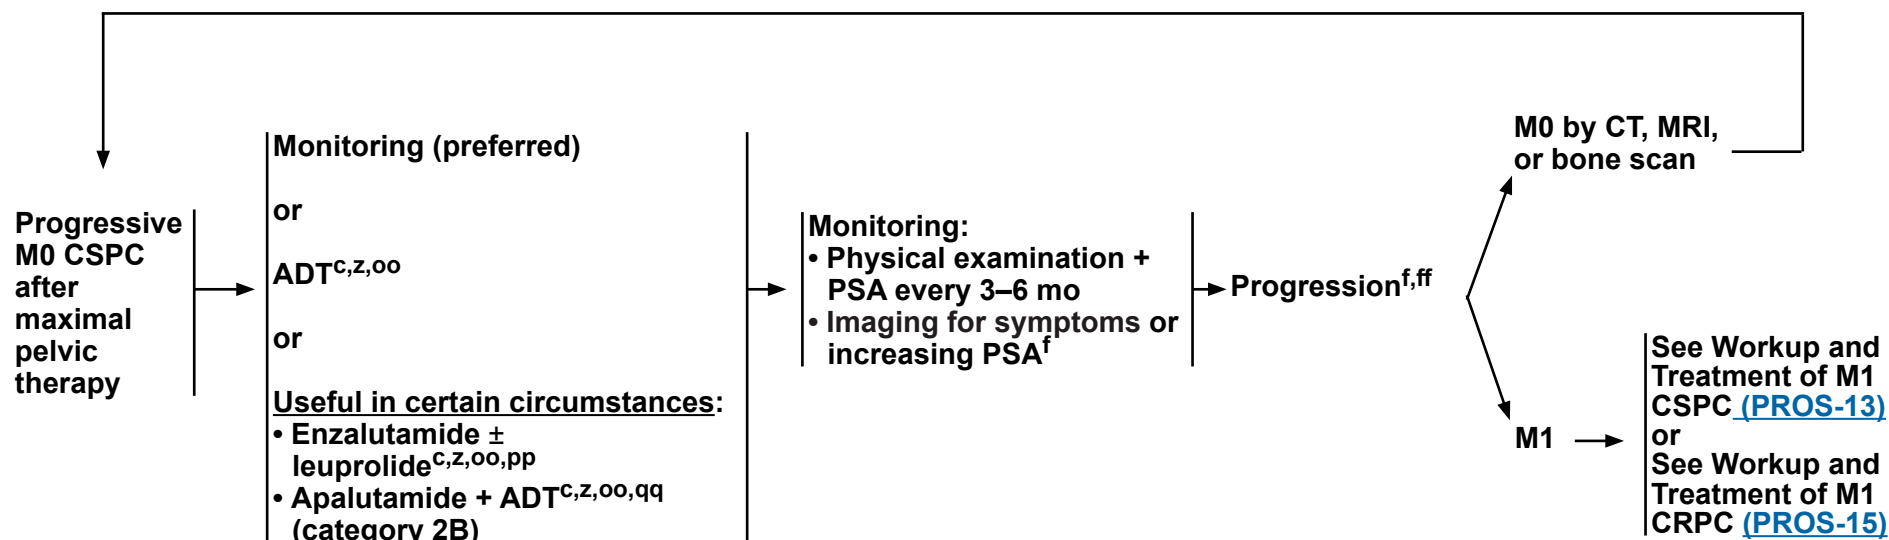 Progressive
M0 CSPC
after
maximal
pelvic
therapy
Monitoring (preferred)
or
ADTc,z,oo
or
Useful in certain circumstances:
• Enzalutamide ±
leuprolidec,z,oo,pp
• Apalutamide + ADTc,z,oo,qq
(category 2B)
Monitoring:
• Physical examination +
PSA every 3–6 mo
• Imaging for symptoms or
increasing PSAf
Progressionf,ff
M0 by CT, MRI,
or bone scan
M1
See Workup and
Treatment of M1
CSPC (PROS-13)
or
See Workup and
Treatment of M1
CRPC (PROS-15)